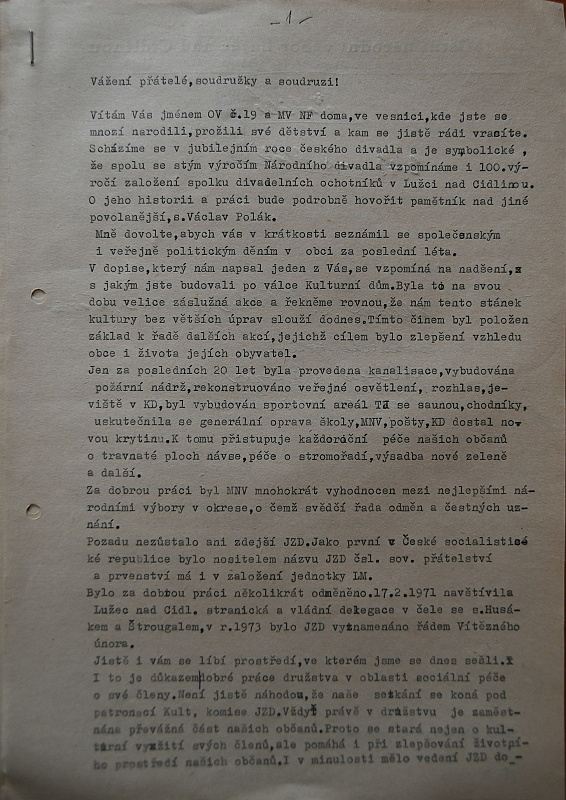 -1-
Vážení přátelé,soudružky a soudruzi!
Vítám Vás jménem OV č.19 a MV NF doma,ve vesnici,kde jste se
mnozí narodili,prožili své dětství a kam se jistě rádi vracíte.
Scházíme se v jubilejním roce českého divadla a je symbolické ,
že spolu se stým výročím Národního divadla vzpomínáme i 100.vý-
ročí založení spolku divadelních ochotníků v Lužci nad Cidlinou.
O jeho historii a práci bude podrobně hovořit pamětník nad jiné
povolanější,s.Václav Polák.
Mně dovolte,abych vás v krátkosti seznámil se společenským
i veřejně politickým děním v obci za poslední léta.
V dopise,který nám napsal jeden z Vás,se vzpomíná na nadšení,
s jakým jste budovali po válce Kulturní dům.Byla to na svou
dobu velice záslužná akce a řekněme rovnou,že nám tento stánek
kultury bez větších úprav slouží dodnes.Tímto činem byl položen
základ k řadě dalších akcí,jejichž cílem bylo zlepšení vzhledu
obce i života jejích obyvatel.
Jen za posledních 20 let byla provedena kanalisace,vybudována
požární nádrž,rekonstruováno veřejné osvětlení, rozhlas,je-
viště v KD,byl vybudován sportovní areál TJ se saunou,chodníky,
uskutečnila se generální oprava školy,MNV,pošty,KD dostal no-
vou krytinu.K tomu přistupuje každoroční péče našich občanů
o travnaté ploch návse,péče o stromořadí,výsadba nové zeleně
a další.
Za dobrou práci byl MNV mnohokrát vyhodnocen mezi nejlepšími ná-
rodními výbory v okrese,o čemž svědčí řada odměn a čestných uz-
nání.
Pozadu nezůstalo ani zdejší JZD.Jako první v České socialistic-
ké republice bylo nositelem názvu JZD čsl. sov. přátelství
a prvenství má i v založení jednotky LM.
Bylo za dobrou práci několikrát odměněno.17.2.1971 navštívila
Lužec nad Cidl. stranická a vládní delegace v čele se s.Husá-
kem a Štrougalem,v r.1973 bylo JZD vyznamenáno řádem Vítězného
února.
Jistě i vám se líbí prostředí,ve kterém jsme se dnes sešli.
I to je důkazem dobré práce družstva v oblasti sociální péče
o své členy.Není jistě náhodou,že naše setkání se koná pod
patronací Kult, komise JZD.Vždyť právě v družstvu je zaměst-
nána převážná část našich občanů.Proto se stará nejen o kul-
turní vyžití svých členů,ale pomáhá i při zlepšování životní-
ho prostředí našich občanů.I v minulosti mělo vedení JZD do_-